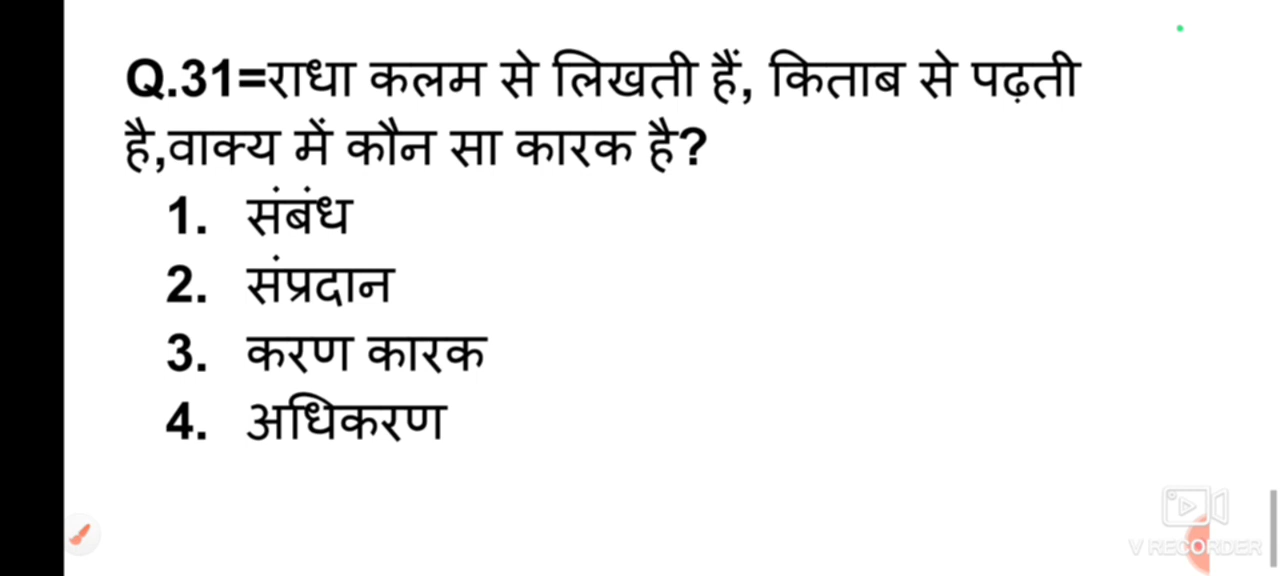 Q.31=राधा कलम से लिखती हैं, किताब से पढ़ती
है,वाक्य में कौन सा कारक है?
1. संबंध
2. संप्रदान
3. करण कारक
4. अधिकरण
V RECORDER